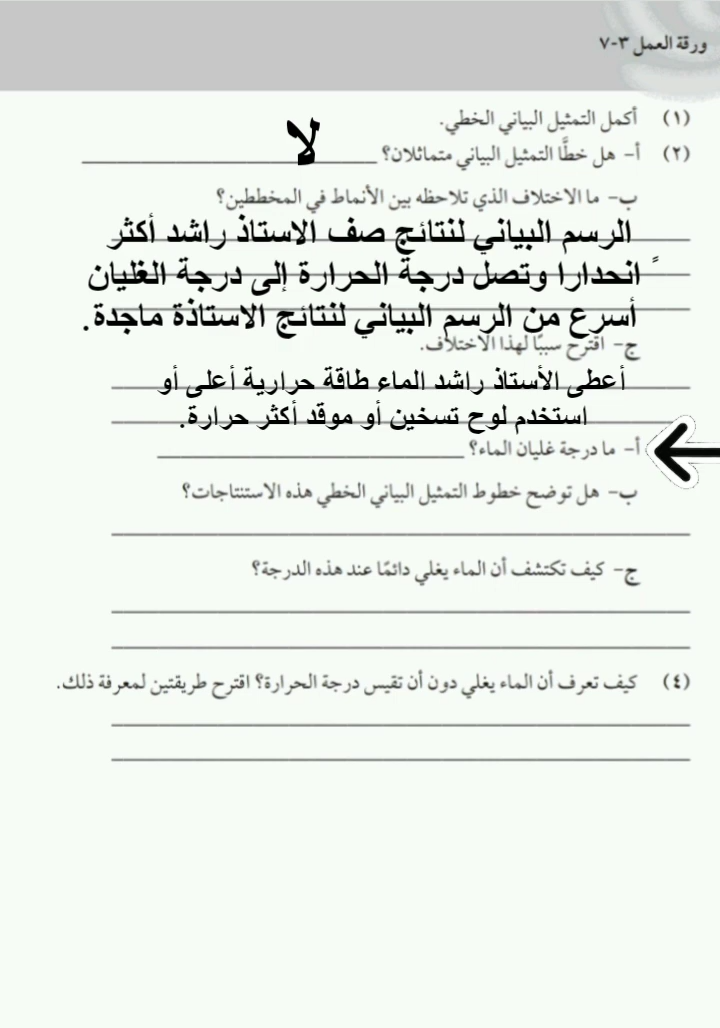 ورقة العمل ٣-٧
(١) أكمل التمثيل البياني الخطي.
(٢) أ- هل خطَّا التمثيل البياني متماثلان؟ لا
ب- ما الاختلاف الذي تلاحظه بين الأنماط في المخططين؟
الرسم البياني لنتائج صف الاستاذ راشد أكثر
انحدارا وتصل درجة الحرارة إلى درجة الغليان
أسرع من الرسم البياني لنتائج الاستاذة ماجدة.
ج- اقترح سببًا لهذا الاختلاف.
أعطى الأستاذ راشد الماء طاقة حرارية أعلى أو
استخدم لوح تسخين أو موقد أكثر حرارة.
أ- ما درجة غليان الماء؟
ب- هل توضح خطوط التمثيل البياني الخطي هذه الاستنتاجات؟
ج- كيف تكتشف أن الماء يغلي دائمًا عند هذه الدرجة؟
(٤) كيف تعرف أن الماء يغلي دون أن تقيس درجة الحرارة؟ اقترح طريقتين لمعرفة ذلك.